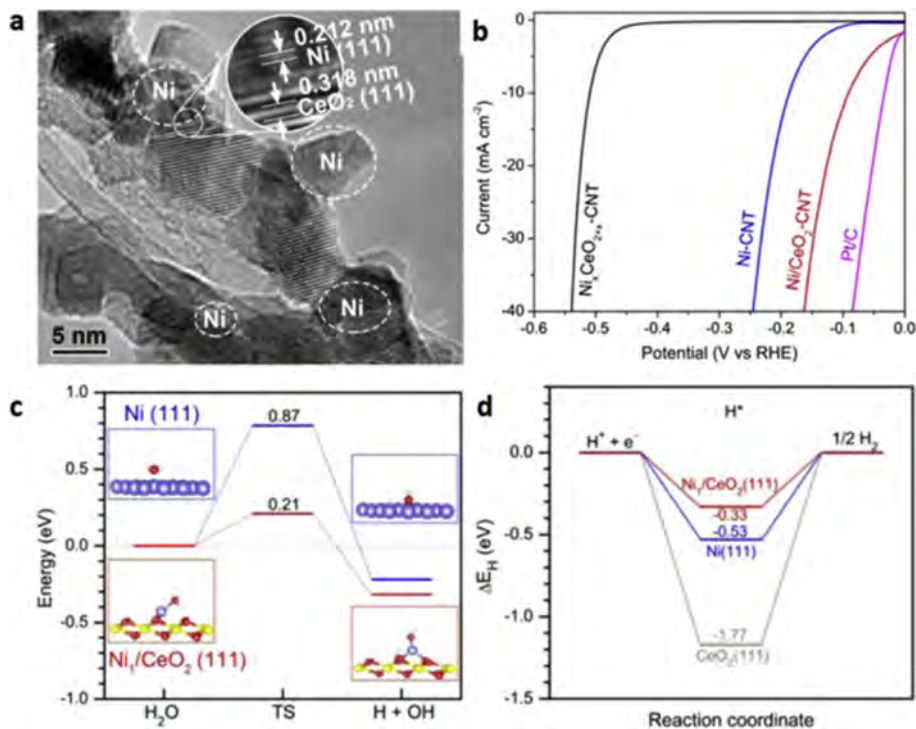 a
0.212 nm
Ni (111)
0.318 nm
CeO₂ (111)
Ni
Ni
Ni
Ni
5 nm
b
0
-10
-20
-30
-40
Current (mA cm⁻²)
NiₓCeO₂₊ₓ-CNT
Ni-CNT
Ni/CeO₂-CNT
Pt/C
-0.6
-0.5
-0.4
-0.3
-0.2
-0.1
0.0
Potential (V vs RHE)
c
1.0
0.5
0.0
-0.5
-1.0
Energy (eV)
Ni (111)
0.87
0.21
Ni₁/CeO₂ (111)
H₂O
TS
H + OH
d
0.0
-0.5
-1.0
-1.5
ΔE_H (eV)
H*
H⁺ + e⁻
1/2 H₂
Ni₁/CeO₂(111)
-0.33
-0.53
Ni(111)
-1.77
CeO₂(111)
Reaction coordinate